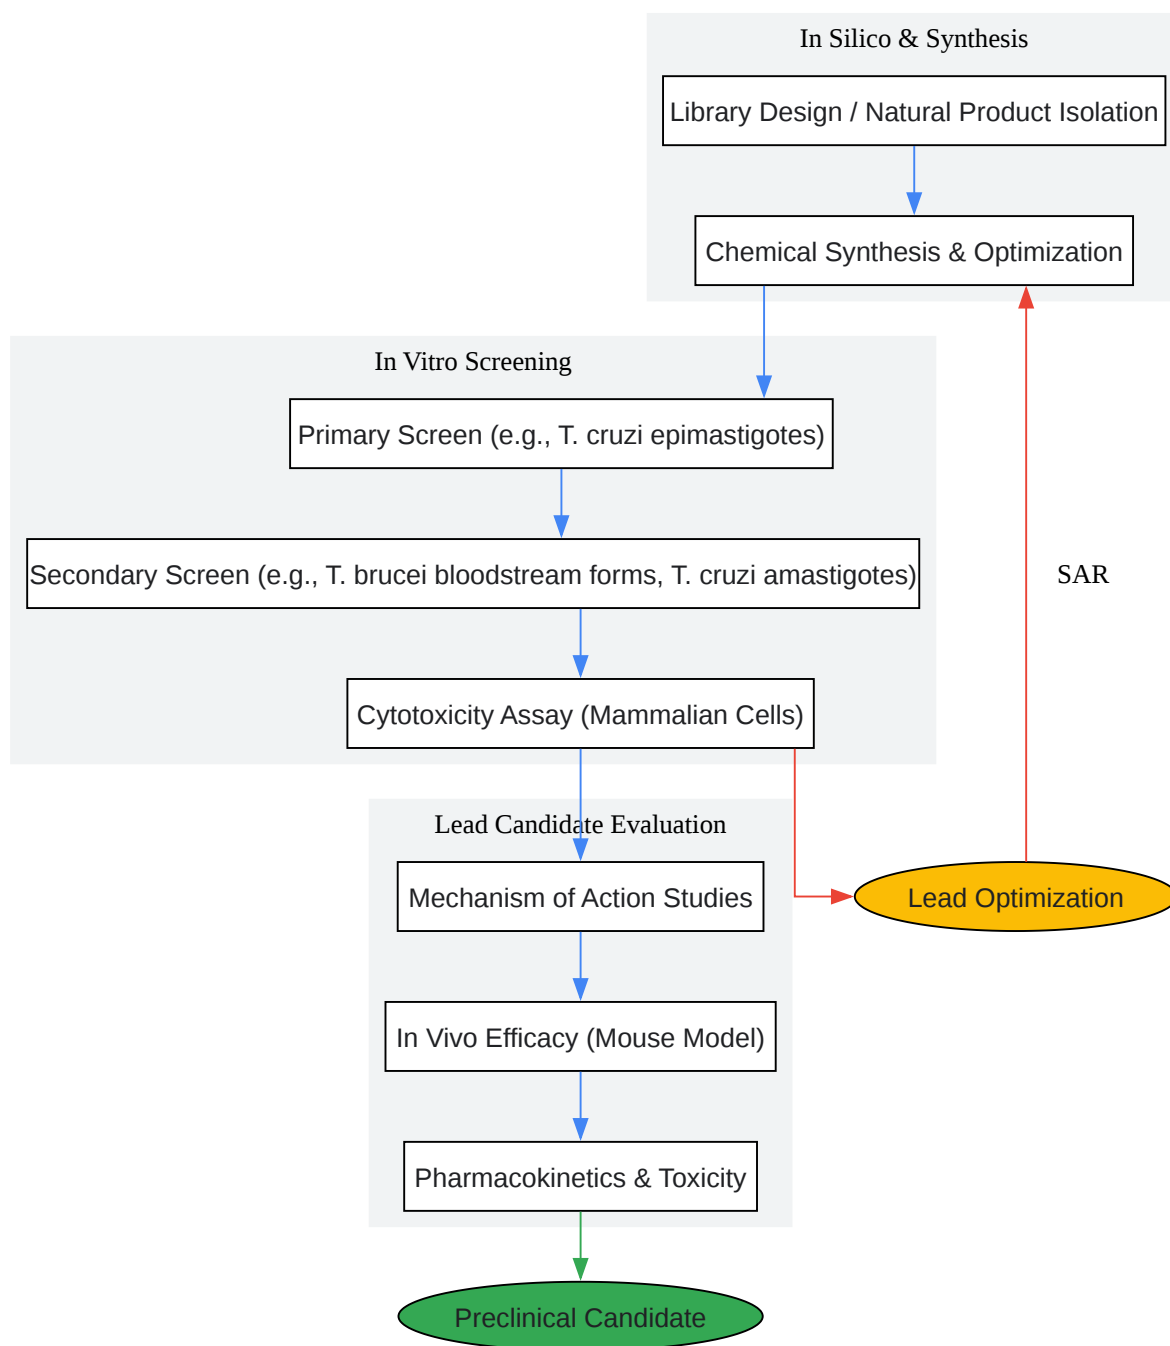 In Silico & Synthesis
Library Design / Natural Product Isolation
Chemical Synthesis & Optimization
In Vitro Screening
Primary Screen (e.g., T. cruzi epimastigotes)
Secondary Screen (e.g., T. brucei bloodstream forms, T. cruzi amastigotes)
SAR
Cytotoxicity Assay (Mammalian Cells)
Lead Candidate Evaluation
Mechanism of Action Studies
Lead Optimization
In Vivo Efficacy (Mouse Model)
Pharmacokinetics & Toxicity
Preclinical Candidate